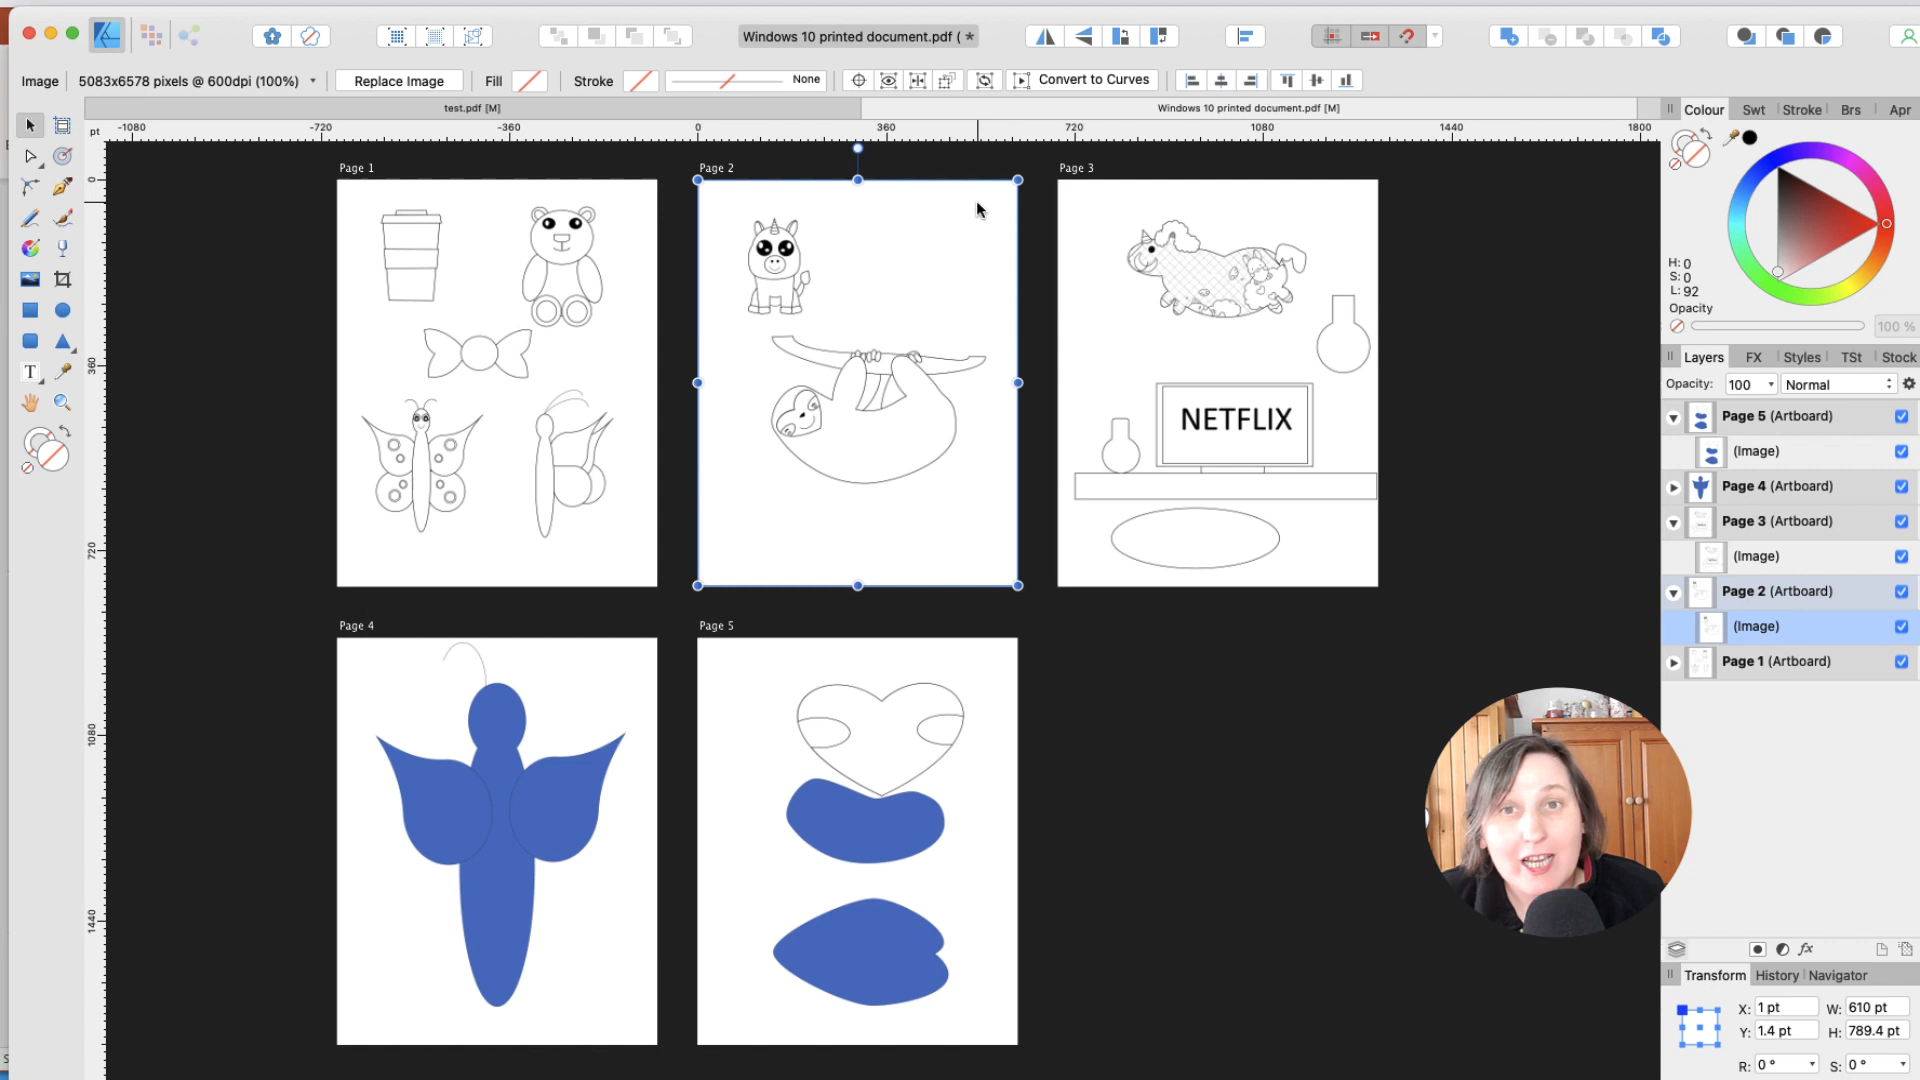 Windows 10 printed document.pdf ( *
Image 5083x6578 pixels @ 600dpi (100%) Replace Image Fill Stroke None Convert to Curves
test.pdf [M] Windows 10 printed document.pdf [M]
Colour Swt Stroke Brs Apr
pt -1080 -720 -360 0 360 720 1080 1440 1800
Page 1 Page 2 Page 3
0
H: 0
S: 0
L: 92
Opacity
100 %
Layers FX Styles TSt Stock
360
Opacity: 100 Normal
NETFLIX
Page 5 (Artboard)
(Image)
Page 4 (Artboard)
Page 3 (Artboard)
720
(Image)
Page 2 (Artboard)
Page 4 Page 5
(Image)
Page 1 (Artboard)
1080
1440
fx
Transform History Navigator
X: 1 pt W: 610 pt
Y: 1.4 pt H: 789.4 pt
R: 0 ° S: 0 °
T